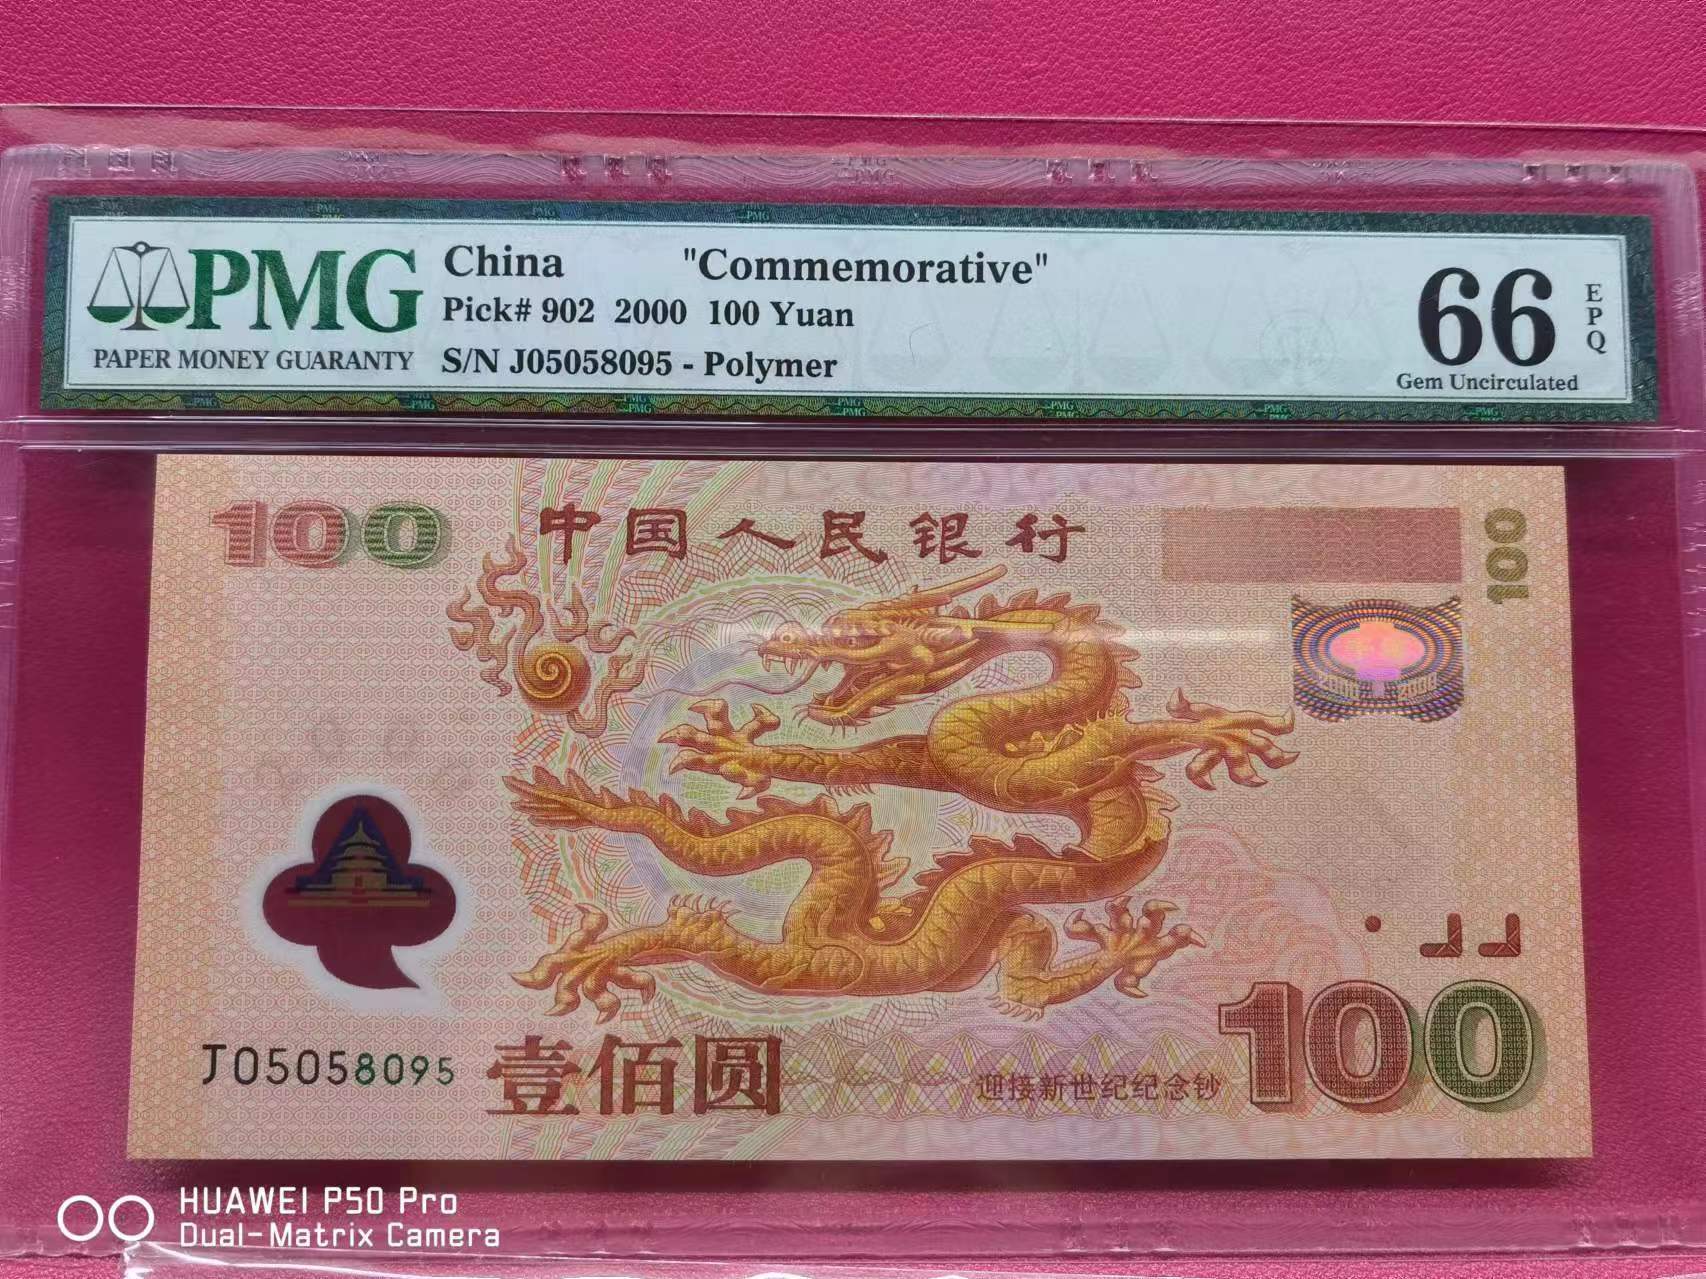 PMG
PAPER MONEY GUARANTY
China "Commemorative"
Pick# 902 2000 100 Yuan
S/N J05058095 - Polymer
66
EPQ
Gem Uncirculated
100
中国人民银行
100
2000 2000
J05058095
壹佰圆
迎接新世纪纪念钞
100
HUAWEI P50 Pro
Dual-Matrix Camera